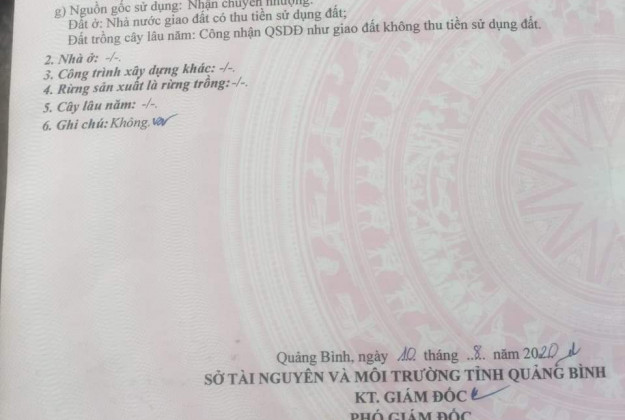 g) Nguồn gốc sử dụng: Nhận chuyển nhượng.
Đất ở: Nhà nước giao đất có thu tiền sử dụng đất;
Đất trồng cây lâu năm: Công nhận QSDĐ như giao đất không thu tiền sử dụng đất.
2. Nhà ở: -/-.
3. Công trình xây dựng khác: -/-.
4. Rừng sản xuất là rừng trồng:-/-.
5. Cây lâu năm: -/-.
6. Ghi chú: Không.
Quảng Bình, ngày 10 tháng ..8.. năm 2020
SỞ TÀI NGUYÊN VÀ MÔI TRƯỜNG TỈNH QUẢNG BÌNH
KT. GIÁM ĐỐC
PHÓ GIÁM ĐỐC